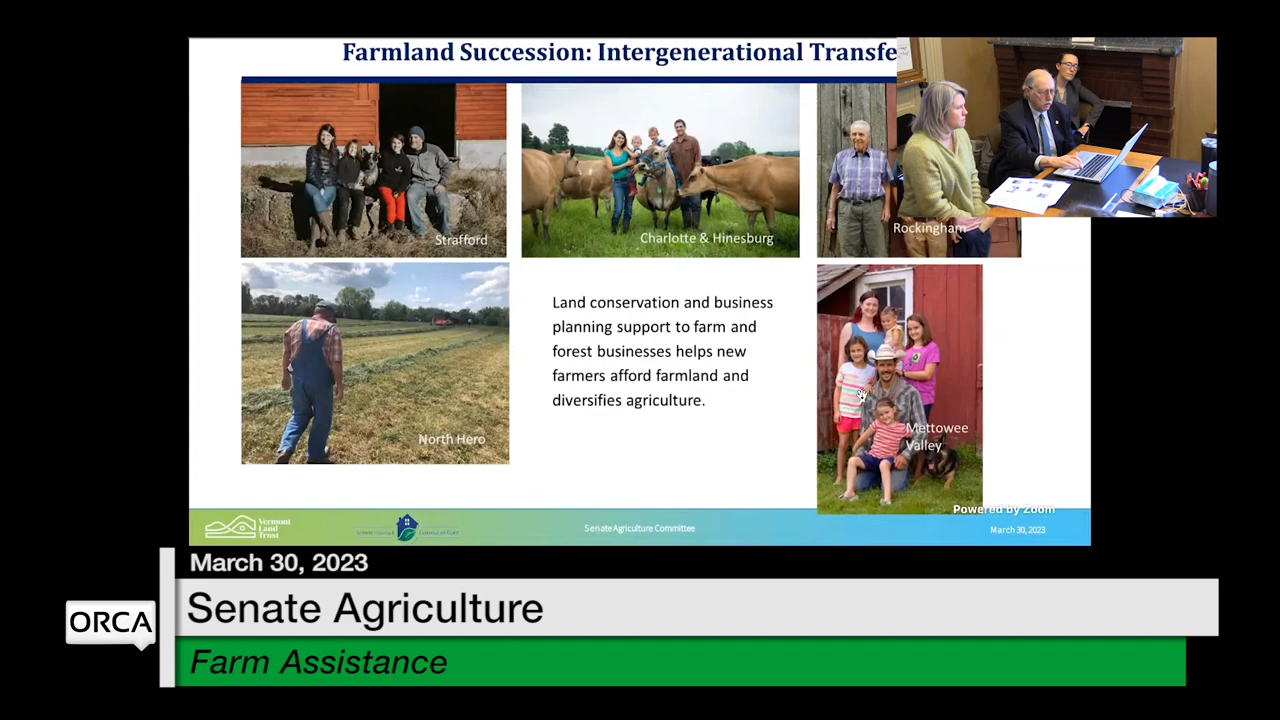 Farmland Succession: Intergenerational Transfe
Strafford
Charlotte & Hinesburg
Rockingham
Land conservation and business
planning support to farm and
forest businesses helps new
farmers afford farmland and
diversifies agriculture.
North Hero
Mettowee
Valley
Powered by Zoom
Vermont
Land
Trust
Senate Agriculture Committee
March 30, 2023
March 30, 2023
ORCA
Senate Agriculture
Farm Assistance